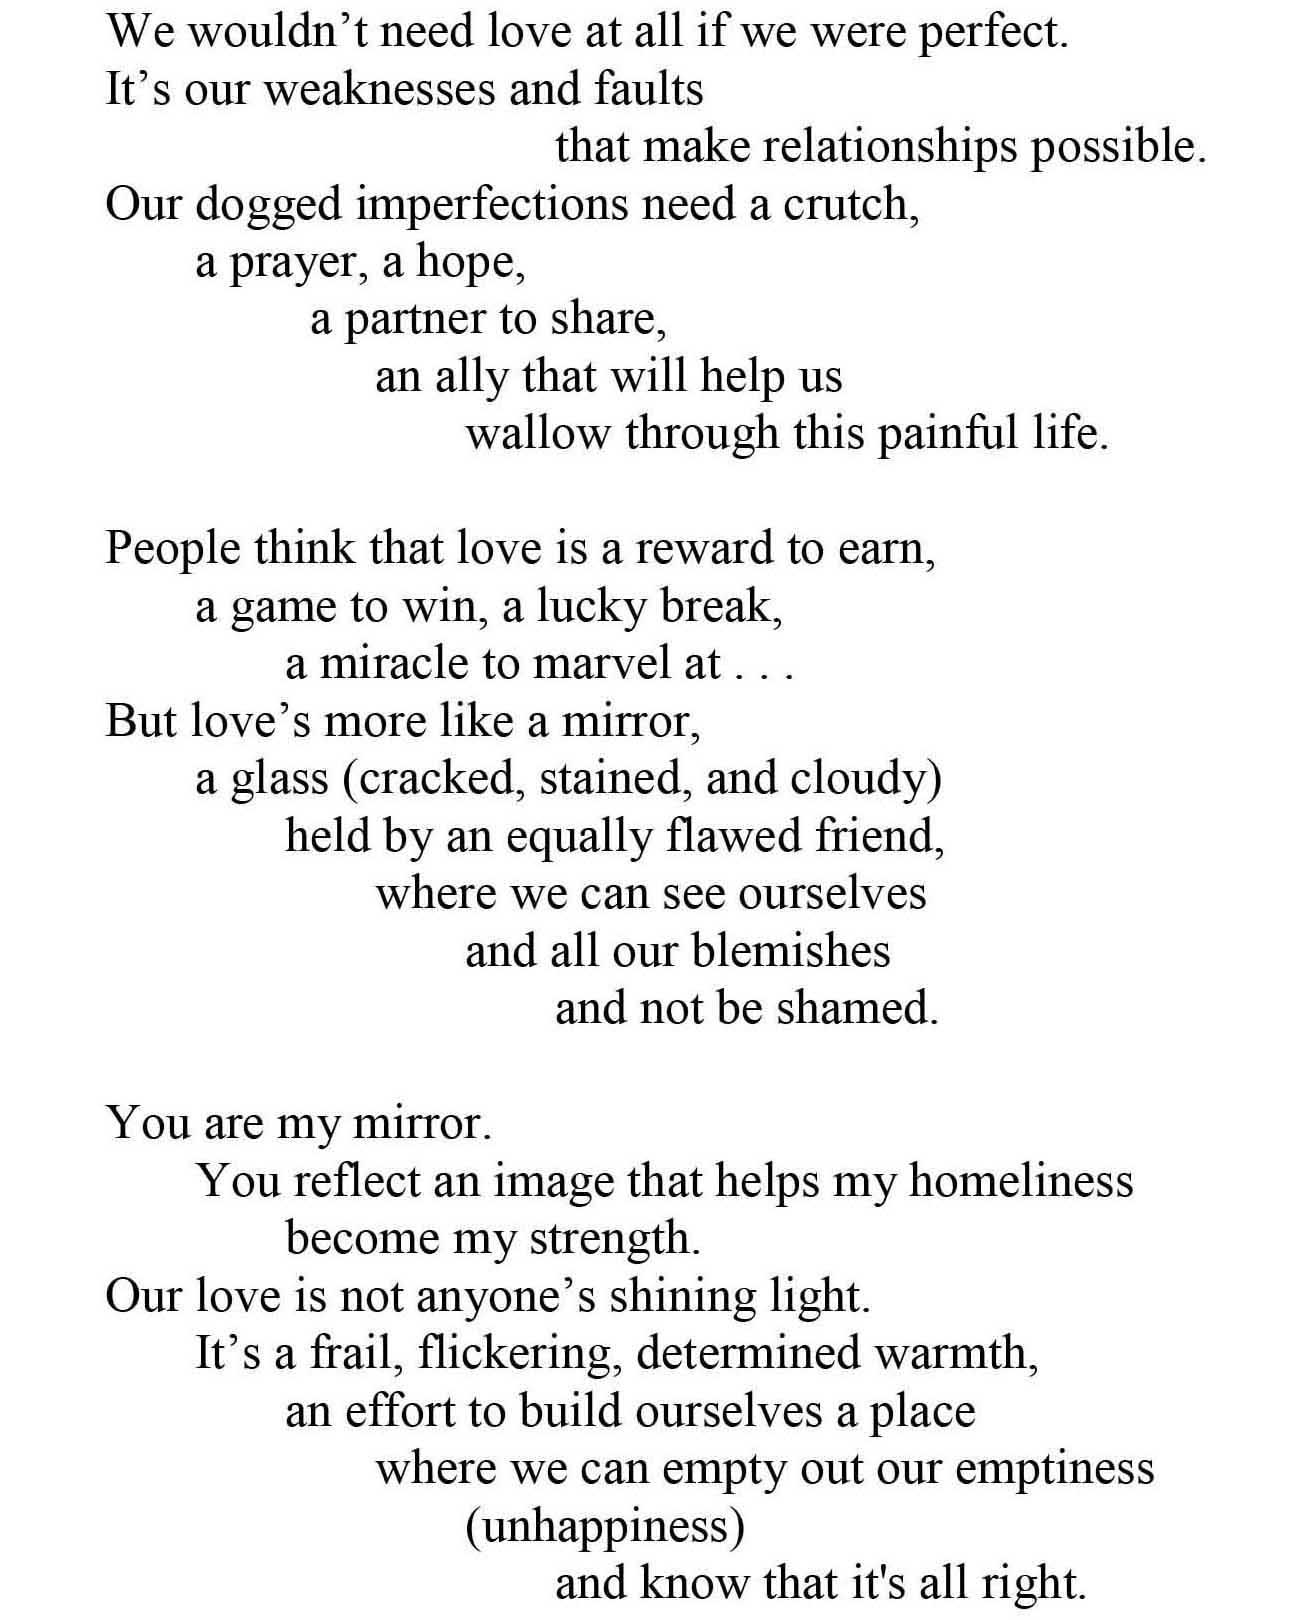 We wouldn’t need love at all if we were perfect.
It’s our weaknesses and faults
that make relationships possible.
Our dogged imperfections need a crutch,
a prayer, a hope,
a partner to share,
an ally that will help us
wallow through this painful life.
People think that love is a reward to earn,
a game to win, a lucky break,
a miracle to marvel at . . .
But love’s more like a mirror,
a glass (cracked, stained, and cloudy)
held by an equally flawed friend,
where we can see ourselves
and all our blemishes
and not be shamed.
You are my mirror.
You reflect an image that helps my homeliness
become my strength.
Our love is not anyone’s shining light.
It’s a frail, flickering, determined warmth,
an effort to build ourselves a place
where we can empty out our emptiness
(unhappiness)
and know that it's all right.